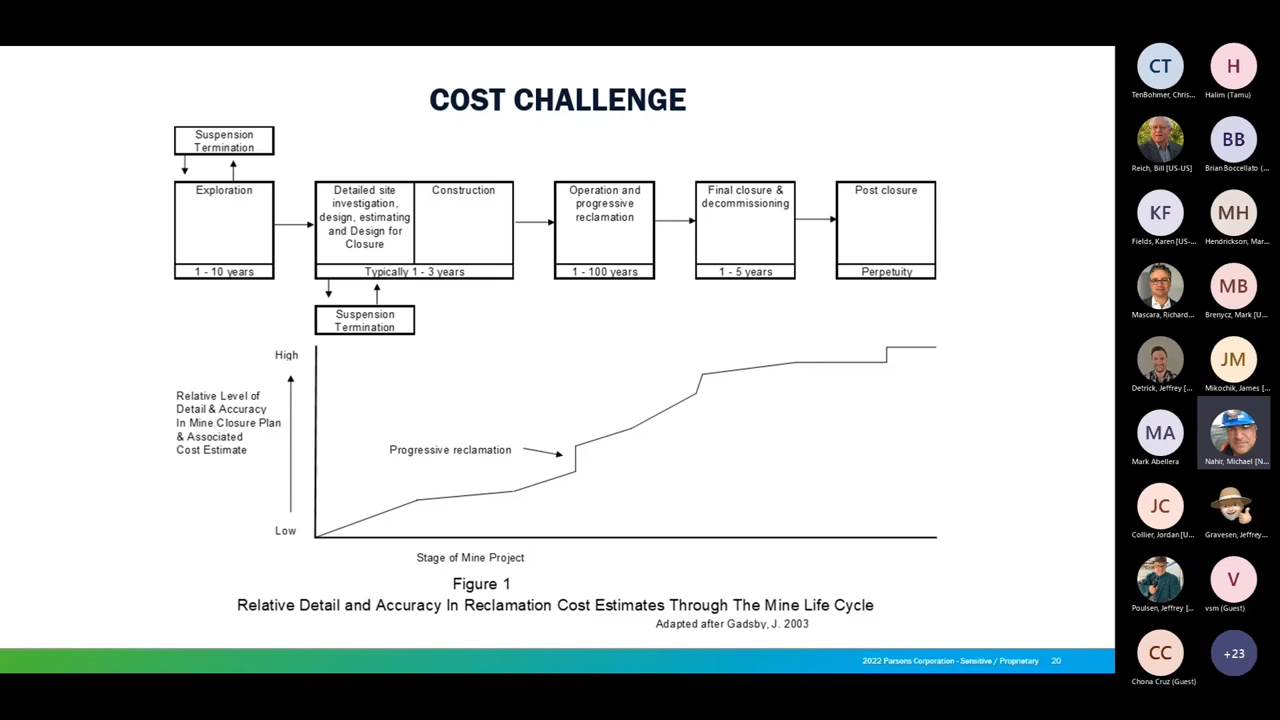 COST CHALLENGE
Suspension
Termination
Exploration
1 - 10 years
Detailed site
investigation,
design, estimating
and Design for
Closure
Construction
Typically 1 - 3 years
Suspension
Termination
Operation and
progressive
reclamation
1 - 100 years
Final closure &
decommissioning
1 - 5 years
Post closure
Perpetuity
High
Relative Level of
Detail & Accuracy
In Mine Closure Plan
& Associated
Cost Estimate
Low
Progressive reclamation
Stage of Mine Project
Figure 1
Relative Detail and Accuracy In Reclamation Cost Estimates Through The Mine Life Cycle
Adapted after Gadsby, J. 2003
2022 Parsons Corporation - Sensitive / Proprietary 20
CT
TenBohmer, Chris...
H
Halim (Tamu)
Reich, Bill [US-US]
BB
Brian Boccellato (...
KF
Fields, Karen [US-...
MH
Hendrickson, Mar...
Mascara, Richard...
MB
Brenycz, Mark [U...
Detrick, Jeffrey [...
JM
Mikochik, James [...
MA
Mark Abellera
Nahir, Michael [N...
JC
Collier, Jordan [U...
Gravesen, Jeffrey...
Poulsen, Jeffrey [...
V
vsm (Guest)
CC
Chona Cruz (Guest)
+23